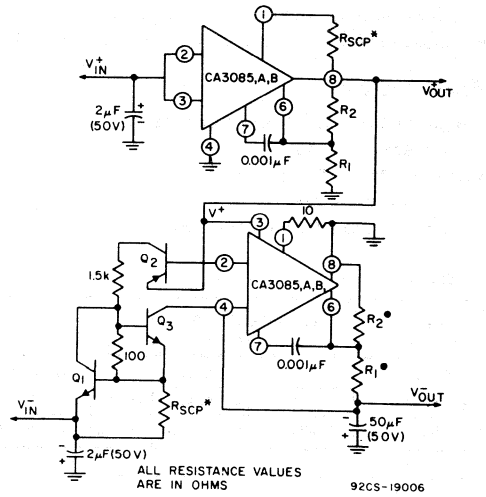 1
RSCP*
V+IN
2
CA3085,A,B
8
V+OUT
3
6
2μF
(50V)
+
-
7
R2
4
0.001μF
R1
V+
3
1
10
Q2
2
8
1.5k
CA3085,A,B,
Q3
4
6
R2●
7
100
0.001μF
R1●
Q1
V-IN
RSCP*
V-OUT
-
+
50μF
(50V)
-
+
2μF(50V)
ALL RESISTANCE VALUES
ARE IN OHMS
92CS-19006